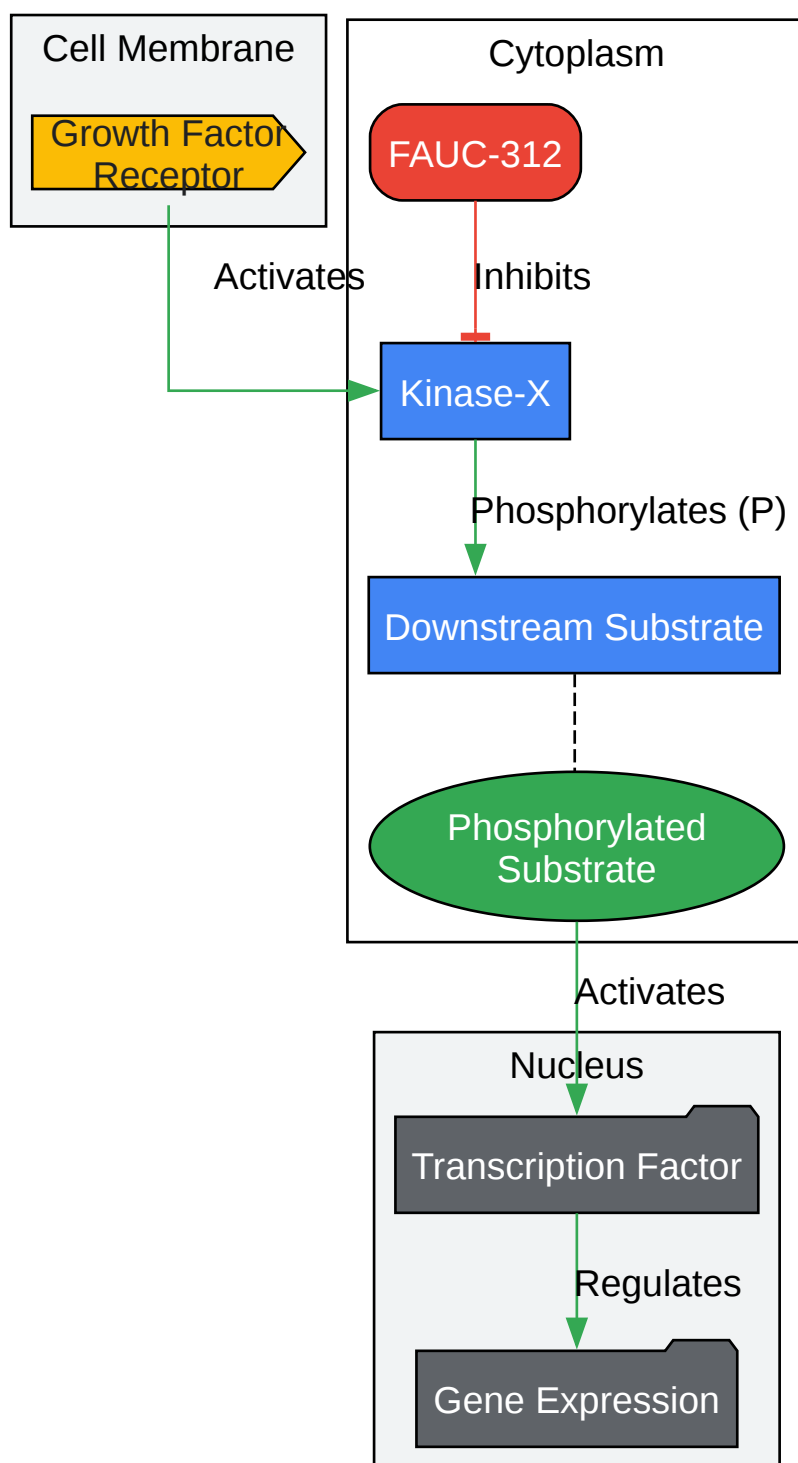 Cell Membrane
Growth Factor
Receptor
Activates
Cytoplasm
FAUC-312
Inhibits
Kinase-X
Phosphorylates (P)
Downstream Substrate
Phosphorylated
Substrate
Activates
Nucleus
Transcription Factor
Regulates
Gene Expression